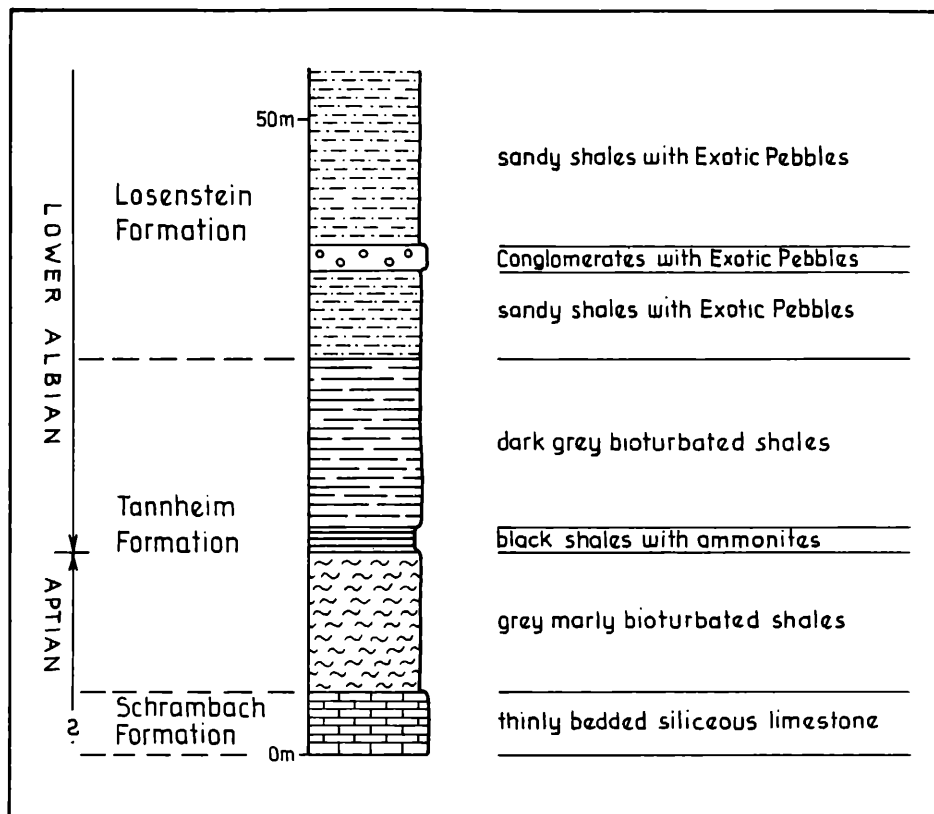 50m
sandy shales with Exotic Pebbles
Losenstein
Formation
Conglomerates with Exotic Pebbles
sandy shales with Exotic Pebbles
LOWER ALBIAN
dark grey bioturbated shales
Tannheim
Formation
black shales with ammonites
APTIAN
grey marly bioturbated shales
Schrambach
Formation
thinly bedded siliceous limestone
?
0m